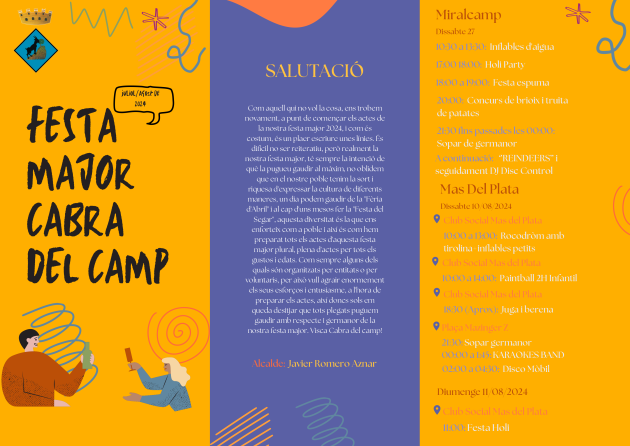 JULIOL / AGOST DE
2024
FESTA
MAJOR
CABRA
DEL CAMP
SALUTACIÓ
Com aquell qui no vol la cosa, ens trobem
novament, a punt de començar els actes de
la nostra festa major 2024, i com és
costum, és un plaer escriure unes línies. És
difícil no ser reiteratiu, però realment la
nostra festa major, té sempre la intenció de
què la pugueu gaudir al màxim, no oblidem
que en el nostre poble tenim la sort i
riquesa d'expressar la cultura de diferents
maneres, un dia podem gaudir de la "Fèria
d'Abril" i al cap d'uns mesos fer la "Festa del
Segar", aquesta diversitat és la que ens
enforteix com a poble i així és com hem
preparat tots els actes d'aquesta festa
major plural, plena d'actes per tots els
gustos i edats. Com sempre alguns dels
quals són organitzats per entitats o per
voluntaris, per això vull agrair enormement
els seus esforços i entusiasme, a l'hora de
preparar els actes, així doncs sols em
queda desitjar que tots plegats puguem
gaudir amb respecte i germanor de la
nostra festa major. Visca Cabra del camp!
Alcalde: Javier Romero Aznar
Miralcamp
Dissabte 27
10:30 a 13:30: Inflables d'aigua
17:00 18:00: Holi Party
18:00 a 19:00: Festa espuma
20:00: Concurs de brioix i truita
de patates
21:30 fins passades les 00:00:
Sopar de germanor
A continuació: "REINDEERS" i
seguidament DJ Disc Control
Mas Del Plata
Dissabte 10/08/2024
Club Social Mas del Plata
10:00 a 13:00: Rocodròm amb
tirolina-inflables petits
Club Social Mas del Plata
10:00 a 14:00: Paintball 2H Infantil
Club Social Mas del Plata
18:30 (Aprox): Juga i berena
Plaça Mazinger Z
21:30: Sopar germanor
00:00 a 1:45: KARAOKES BAND
02:00 a 04:30: Disco Mòbil
Diumenge 11/08/2024
Club Social Mas del Plata
11:00: Festa Holi